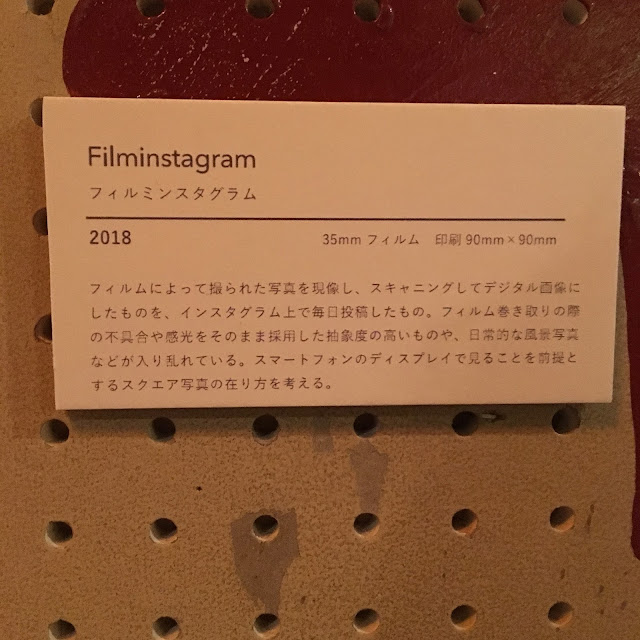 Filminstagram
フィルミンスタグラム
2018 35mm フィルム 印刷 90mm×90mm
フィルムによって撮られた写真を現像し、スキャニングしてデジタル画像に
したものを、インスタグラム上で毎日投稿したもの。フィルム巻き取りの際
の不具合や感光をそのまま採用した抽象度の高いものや、日常的な風景写真
などが入り乱れている。スマートフォンのディスプレイで見ることを前提と
するスクエア写真の在り方を考える。